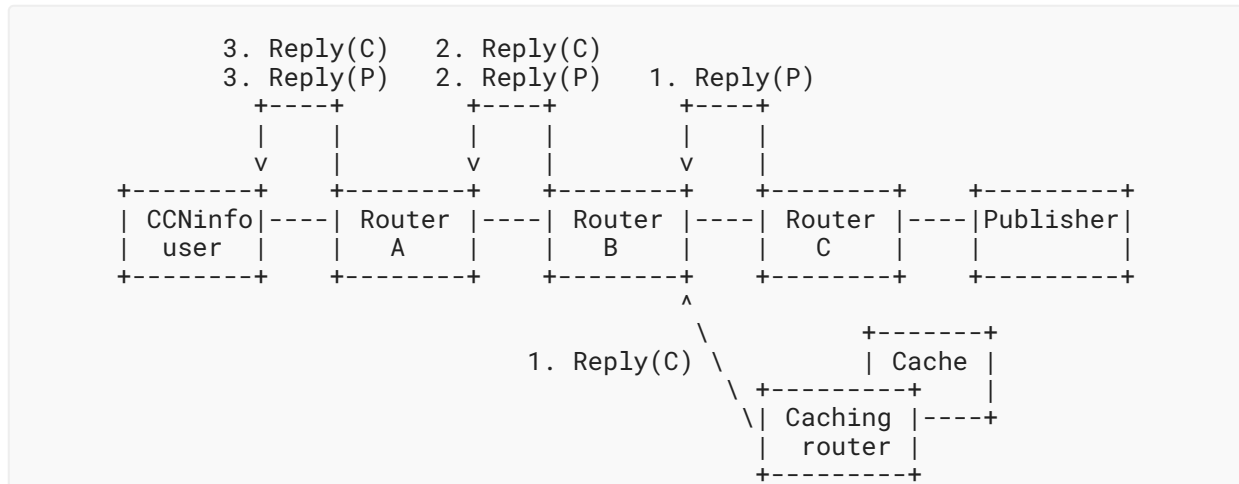 3. Reply(C) 2. Reply(C)
3. Reply(P) 2. Reply(P) 1. Reply(P)
CCNinfo Router Router Router Publisher
user A B C
1. Reply(C) Cache
Caching
router